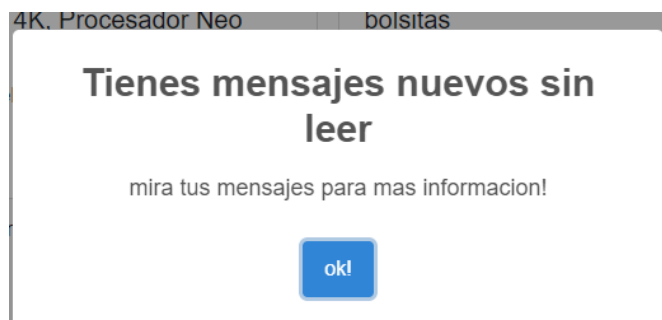 4K, Procesador Neo
bolsitas
Tienes mensajes nuevos sin
leer
mira tus mensajes para mas informacion!
ok!